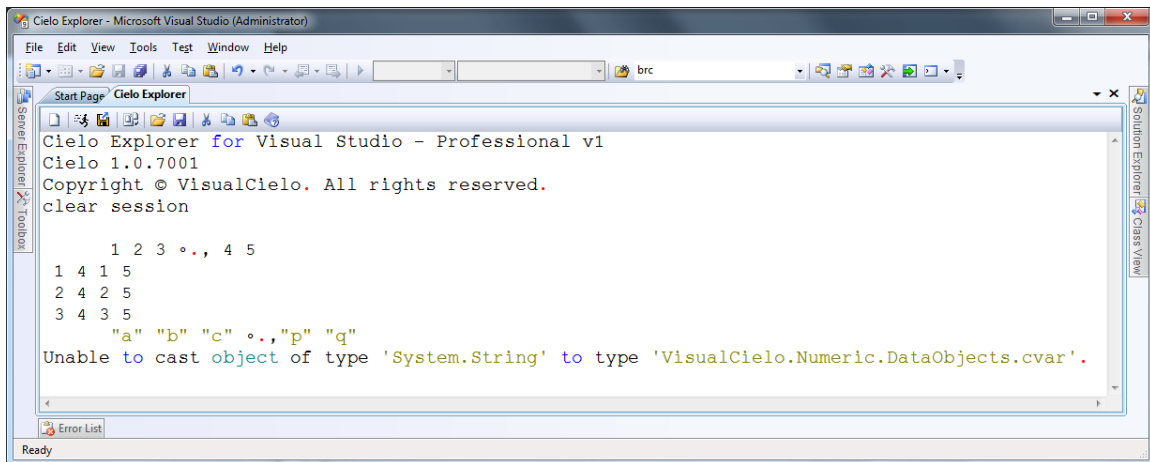 Cielo Explorer - Microsoft Visual Studio (Administrator)
File Edit View Tools Test Window Help
brc
Start Page Cielo Explorer
Server Explorer
Toolbox
Solution Explorer
Class View
Cielo Explorer for Visual Studio - Professional v1
Cielo 1.0.7001
Copyright © VisualCielo. All rights reserved.
clear session
1 2 3 ∘., 4 5
1 4 1 5
2 4 2 5
3 4 3 5
"a" "b" "c" ∘.,"p" "q"
Unable to cast object of type 'System.String' to type 'VisualCielo.Numeric.DataObjects.cvar'.
Error List
Ready